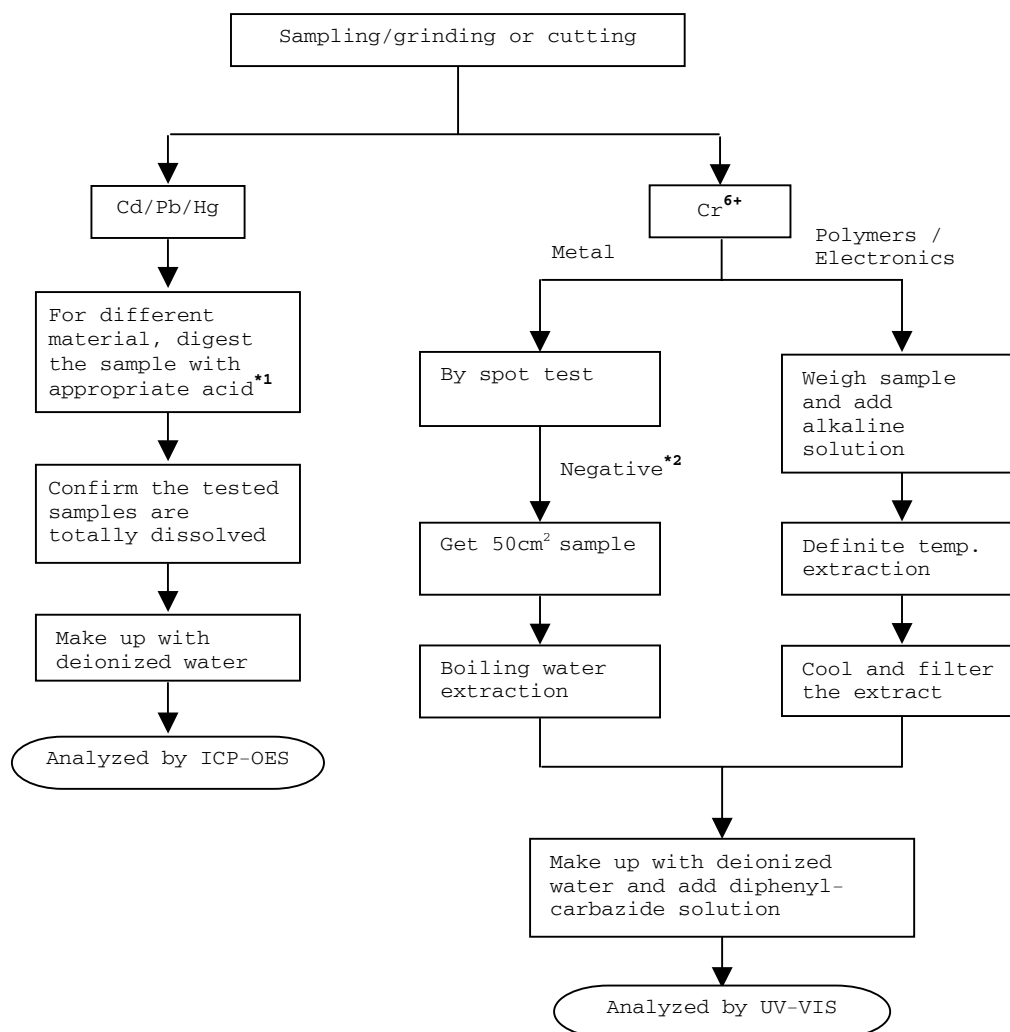 Sampling/grinding or cutting
Cd/Pb/Hg
For different
material, digest
the sample with
appropriate acid*1
Confirm the tested
samples are
totally dissolved
Make up with
deionized water
Analyzed by ICP-OES
Cr6+
Metal
Polymers /
Electronics
By spot test
Negative*2
Get 50cm² sample
Boiling water
extraction
Weigh sample
and add
alkaline
solution
Definite temp.
extraction
Cool and filter
the extract
Make up with deionized
water and add diphenyl-
carbazide solution
Analyzed by UV-VIS